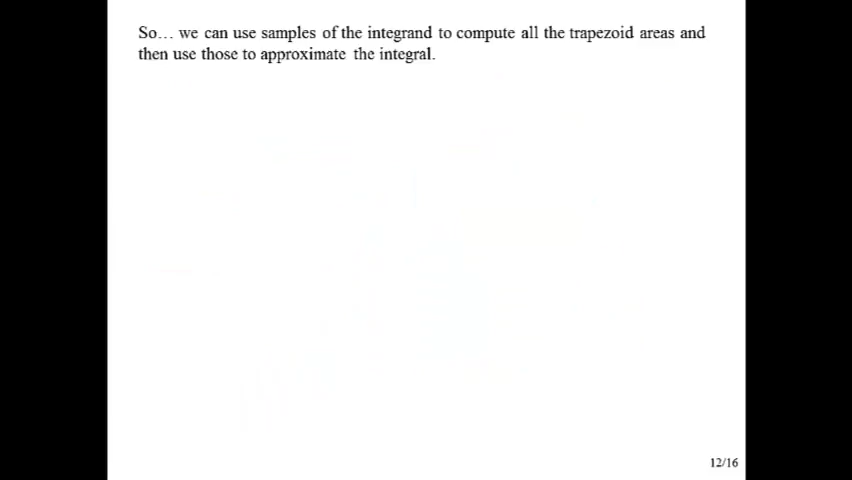 So… we can use samples of the integrand to compute all the trapezoid areas and
then use those to approximate the integral.
12/16